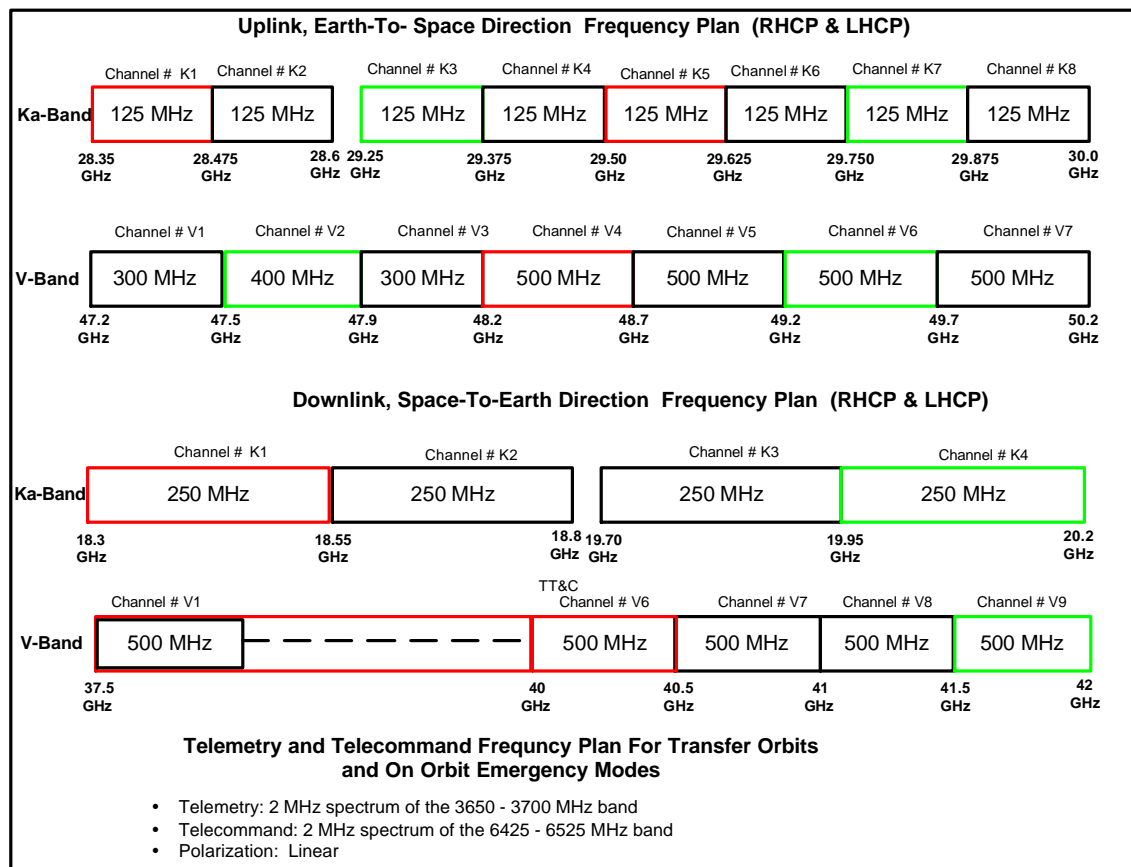 Uplink, Earth-To- Space Direction Frequency Plan (RHCP & LHCP)
Channel # K1 Channel # K2 Channel # K3 Channel # K4 Channel # K5 Channel # K6 Channel # K7 Channel # K8
Ka-Band 125 MHz 125 MHz 125 MHz 125 MHz 125 MHz 125 MHz 125 MHz 125 MHz
28.35 28.475 28.6 29.25 29.375 29.50 29.625 29.750 29.875 30.0
GHz GHz GHz GHz GHz GHz GHz GHz GHz GHz
Channel # V1 Channel # V2 Channel # V3 Channel # V4 Channel # V5 Channel # V6 Channel # V7
V-Band 300 MHz 400 MHz 300 MHz 500 MHz 500 MHz 500 MHz 500 MHz
47.2 47.5 47.9 48.2 48.7 49.2 49.7 50.2
GHz GHz GHz GHz GHz GHz GHz GHz
Downlink, Space-To-Earth Direction Frequency Plan (RHCP & LHCP)
Channel # K1 Channel # K2 Channel # K3 Channel # K4
Ka-Band 250 MHz 250 MHz 250 MHz 250 MHz
18.3 18.55 18.8 19.70 19.95 20.2
GHz GHz GHz GHz GHz GHz
TT&C
Channel # V1 Channel # V6 Channel # V7 Channel # V8 Channel # V9
V-Band 500 MHz 500 MHz 500 MHz 500 MHz 500 MHz
37.5 40 40.5 41 41.5 42
GHz GHz GHz GHz GHz GHz
Telemetry and Telecommand Frequncy Plan For Transfer Orbits
and On Orbit Emergency Modes
• Telemetry: 2 MHz spectrum of the 3650 - 3700 MHz band
• Telecommand: 2 MHz spectrum of the 6425 - 6525 MHz band
• Polarization: Linear